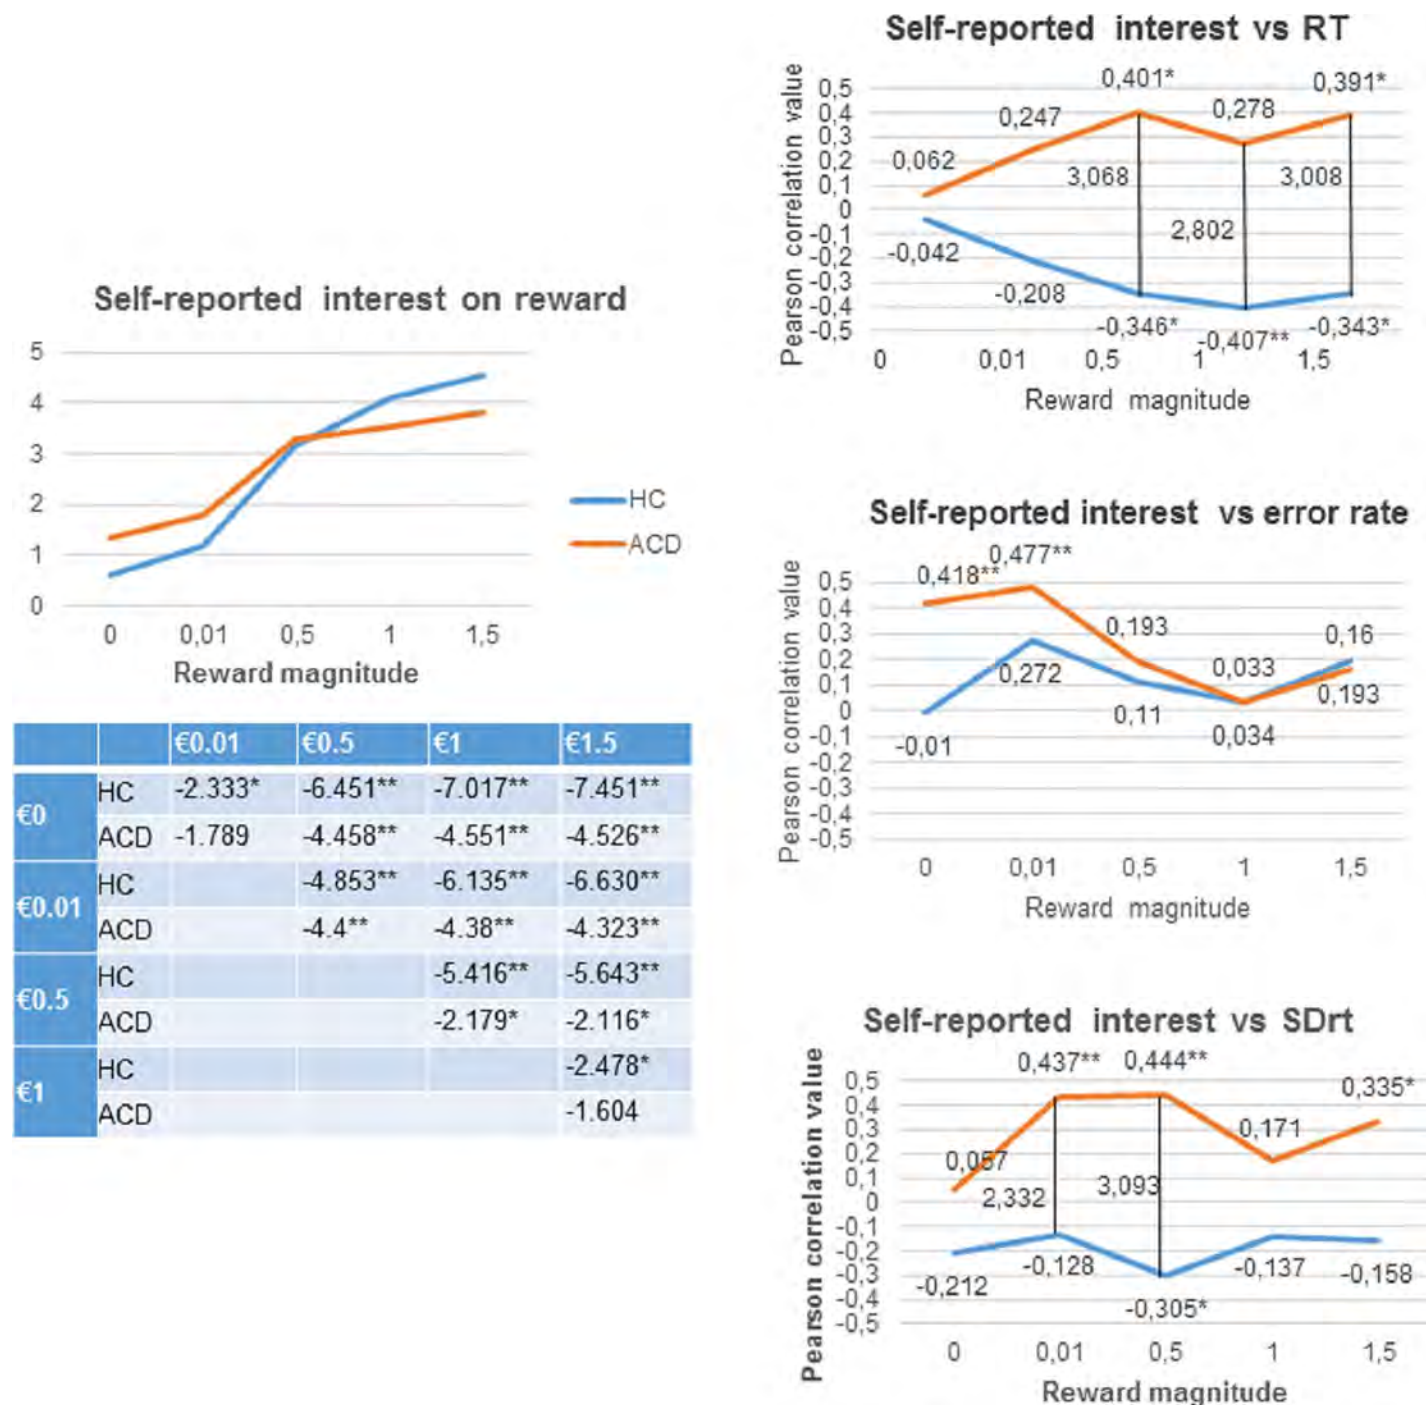 Self-reported interest on reward
5
4
3
2
1
0
0 0,01 0,5 1 1,5
Reward magnitude
HC
ACD
€0.01 €0.5 €1 €1.5
€0 HC -2.333* -6.451** -7.017** -7.451**
ACD -1.789 -4.458** -4.551** -4.526**
€0.01 HC -4.853** -6.135** -6.630**
ACD -4.4** -4.38** -4.323**
€0.5 HC -5.416** -5.643**
ACD -2.179* -2.116*
€1 HC -2.478*
ACD -1.604
Self-reported interest vs RT
Pearson correlation value
0,5
0,4
0,3
0,2
0,1
0
-0,1
-0,2
-0,3
-0,4
-0,5
0,062 0,247 0,401* 0,278 0,391*
3,068 2,802 3,008
-0,042 -0,208 -0,346* -0,407** -0,343*
0 0,01 0,5 1 1,5
Reward magnitude
Self-reported interest vs error rate
Pearson correlation value
0,5
0,4
0,3
0,2
0,1
0
-0,1
-0,2
-0,3
-0,4
-0,5
0,418** 0,477** 0,193 0,033 0,16
-0,01 0,272 0,11 0,034 0,193
0 0,01 0,5 1 1,5
Reward magnitude
Self-reported interest vs SDrt
Pearson correlation value
0,5
0,4
0,3
0,2
0,1
0
-0,1
-0,2
-0,3
-0,4
-0,5
0,437** 0,444** 0,171 0,335*
2,332 3,093
-0,212 -0,128 -0,305* -0,137 -0,158
0 0,01 0,5 1 1,5
Reward magnitude